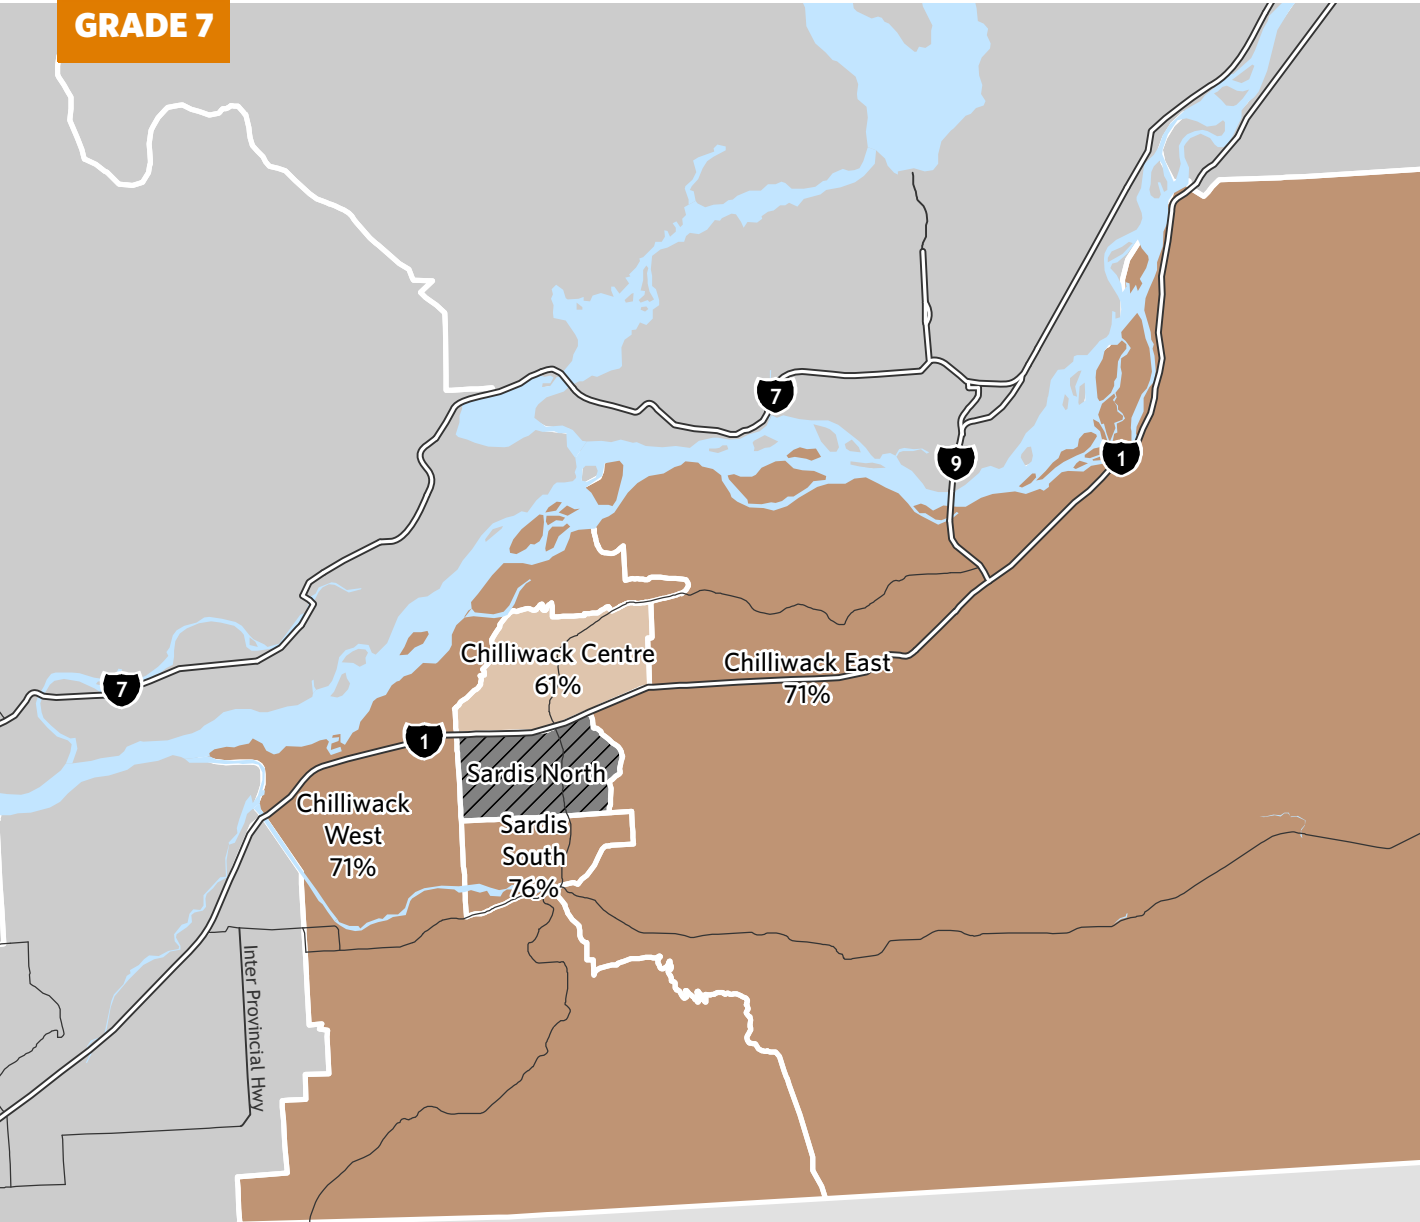 GRADE 7
7
9
1
Chilliwack Centre
61%
Chilliwack East
71%
7
1
Sardis North
Chilliwack
West
71%
Sardis
South
76%
Inter Provincial Hwy